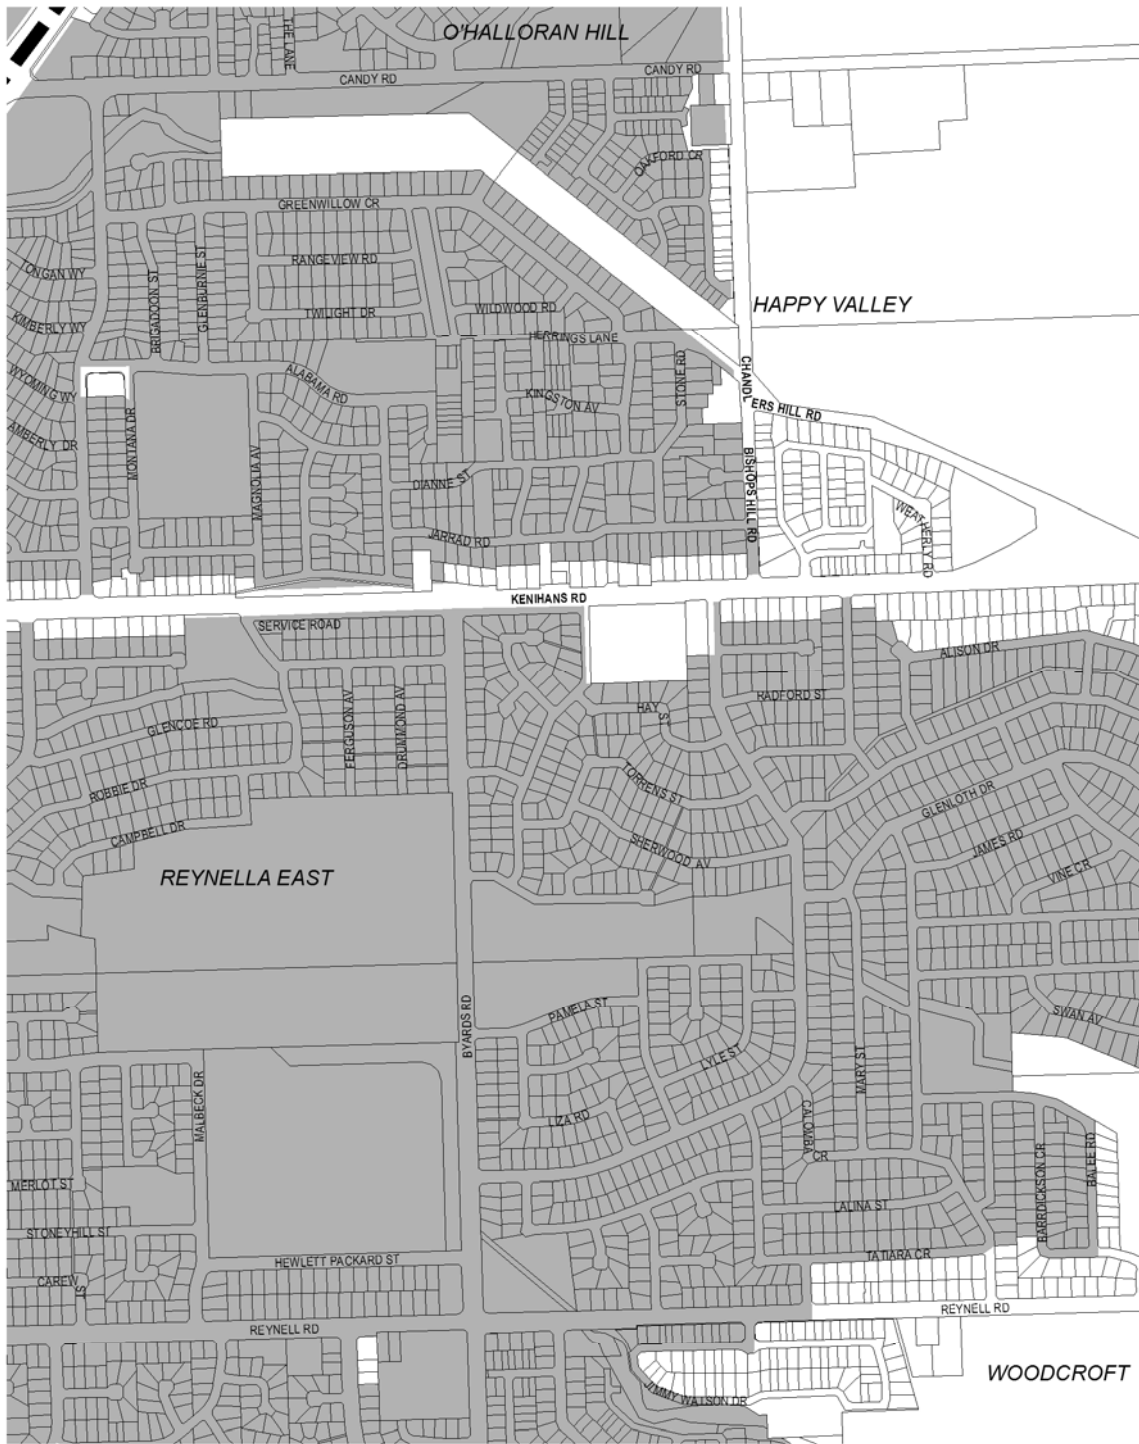 O'HALLORAN HILL
THE LANE
CANDY RD
CANDY RD
OAKFORD CR
GREENWILLOW CR
TONGAN WY
BRIGADOON ST
GLENBURNIE ST
RANGEVIEW RD
HAPPY VALLEY
KIMBERLY WY
TWILIGHT DR
WILDWOOD RD
HERRINGS LANE
WYOMING WY
ALABAMA RD
KINGSTON AV
STONE RD
CHANDLERS HILL RD
AMBERLY DR
MONTANA DR
MAGNOLIA AV
DIANNE ST
BISHOPS HILL RD
WEATHERLY RD
JARRAD RD
KENIHANS RD
SERVICE ROAD
ALISON DR
GLENCOE RD
FERGUSON AV
DRUMMOND AV
HAY ST
RADFORD ST
ROBBIE DR
TORRENS ST
GLENLOTH DR
CAMPBELL DR
SHERWOOD AV
JAMES RD
VINE CR
REYNELLA EAST
BYARDS RD
PAMELA ST
SWAN AV
LYLE ST
MARY ST
MALBECK DR
LIZA RD
CALOMBA CR
BARRDICKSON CR
BALEE RD
MERLOT ST
LALINA ST
STONEYHILL ST
TATIARA CR
HEWLETT PACKARD ST
CAREW ST
REYNELL RD
REYNELL RD
WOODCROFT
JIMMY WATSON DR